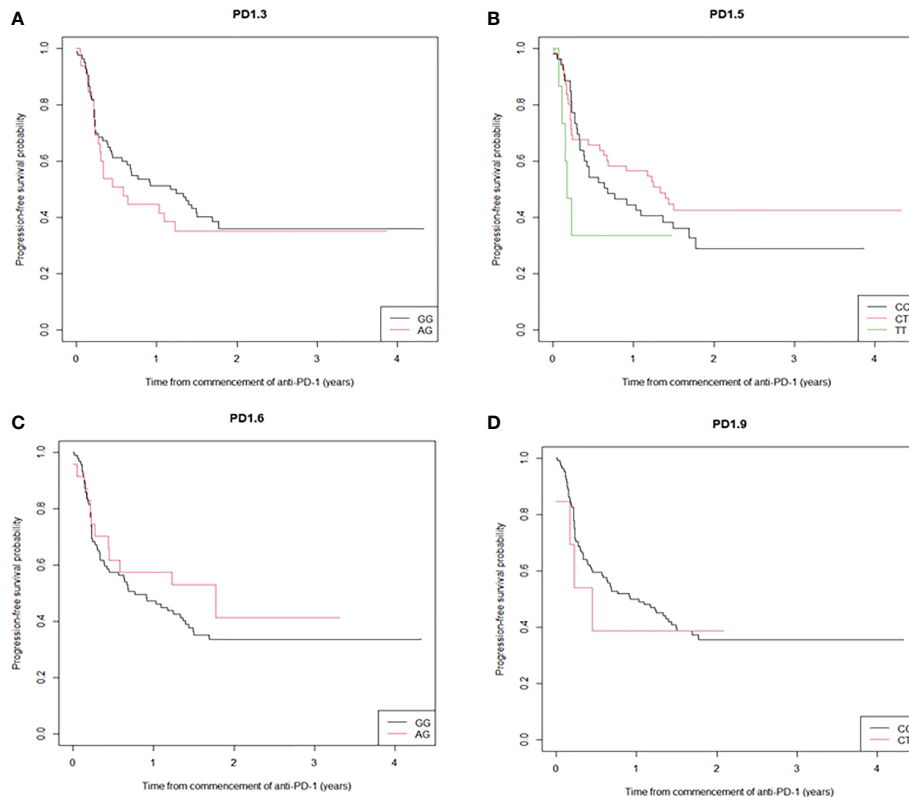 A
PD1.3
Progression-free survival probability
1.0
0.8
0.6
0.4
0.2
0.0
GG
AG
0 1 2 3 4
Time from commencement of anti-PD-1 (years)
B
PD1.5
Progression-free survival probability
1.0
0.8
0.6
0.4
0.2
0.0
CC
CT
TT
0 1 2 3 4
Time from commencement of anti-PD-1 (years)
C
PD1.6
Progression-free survival probability
1.0
0.8
0.6
0.4
0.2
0.0
GG
AG
0 1 2 3 4
Time from commencement of anti-PD-1 (years)
D
PD1.9
Progression-free survival probability
1.0
0.8
0.6
0.4
0.2
0.0
CC
CT
0 1 2 3 4
Time from commencement of anti-PD-1 (years)